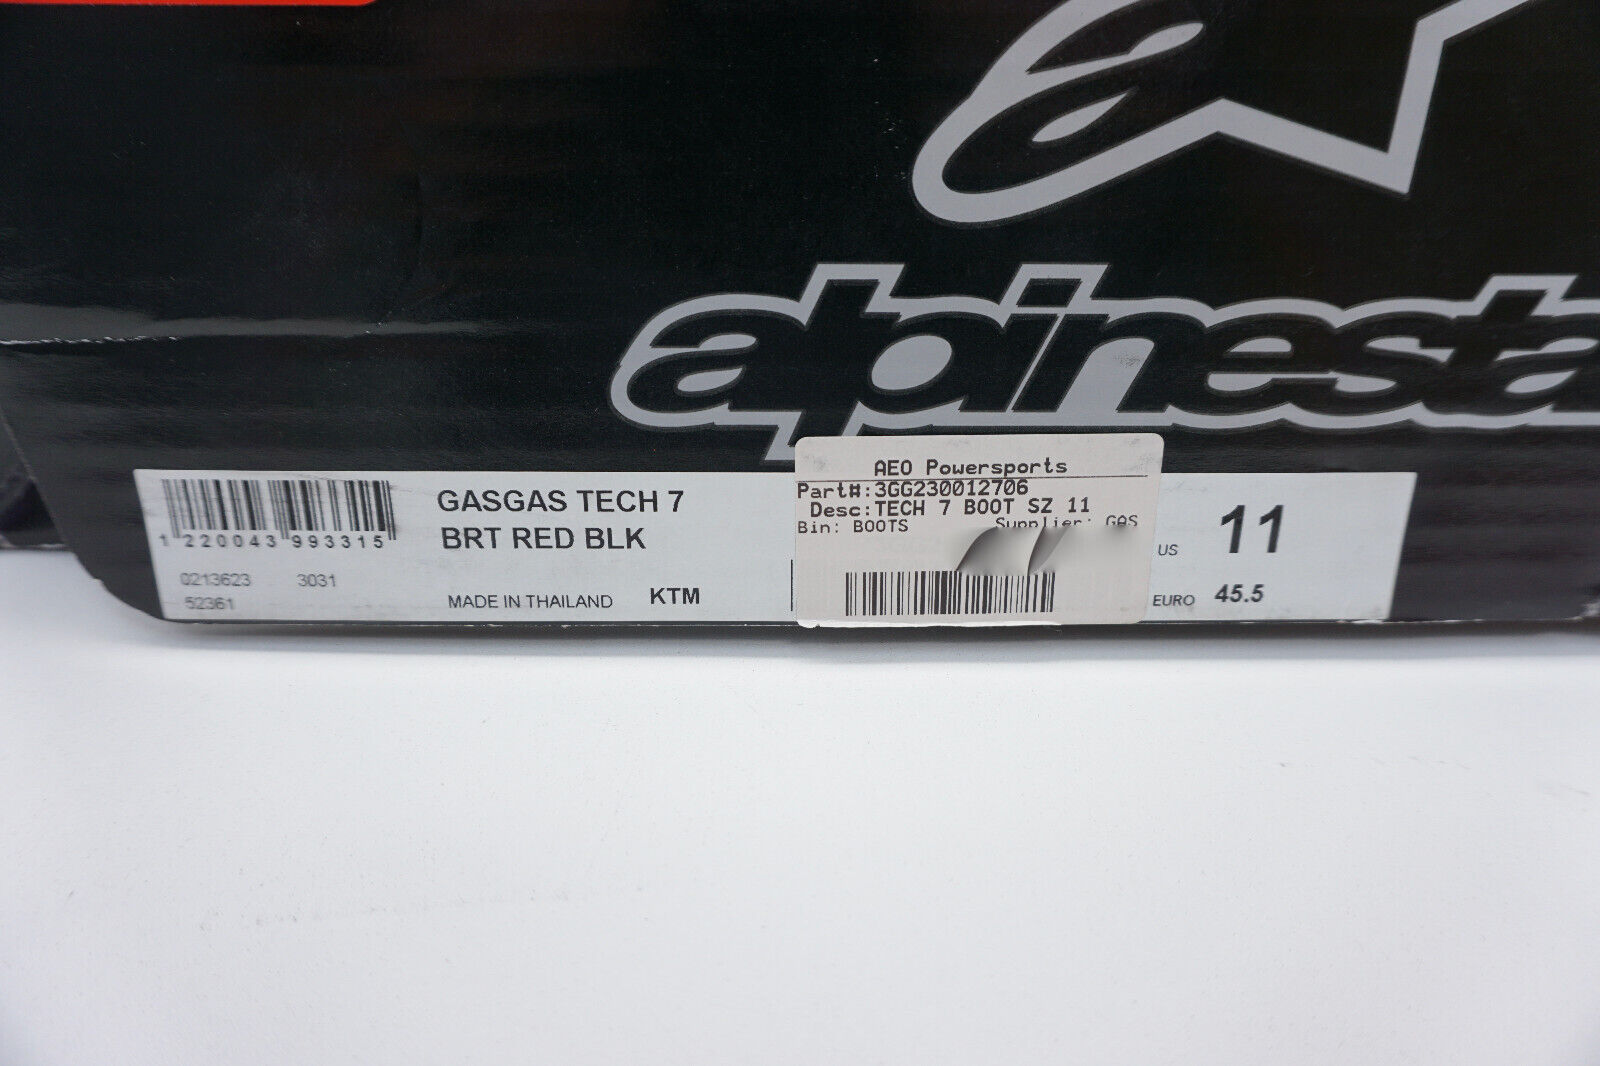 alpinesta
1 220043 993315
0213623 3031
52361
GASGAS TECH 7
BRT RED BLK
MADE IN THAILAND KTM
AEO Powersports
Part#:3GG230012706
Desc:TECH 7 BOOT SZ 11
Bin: BOOTS Supplier: GAS
US 11
EURO 45.5